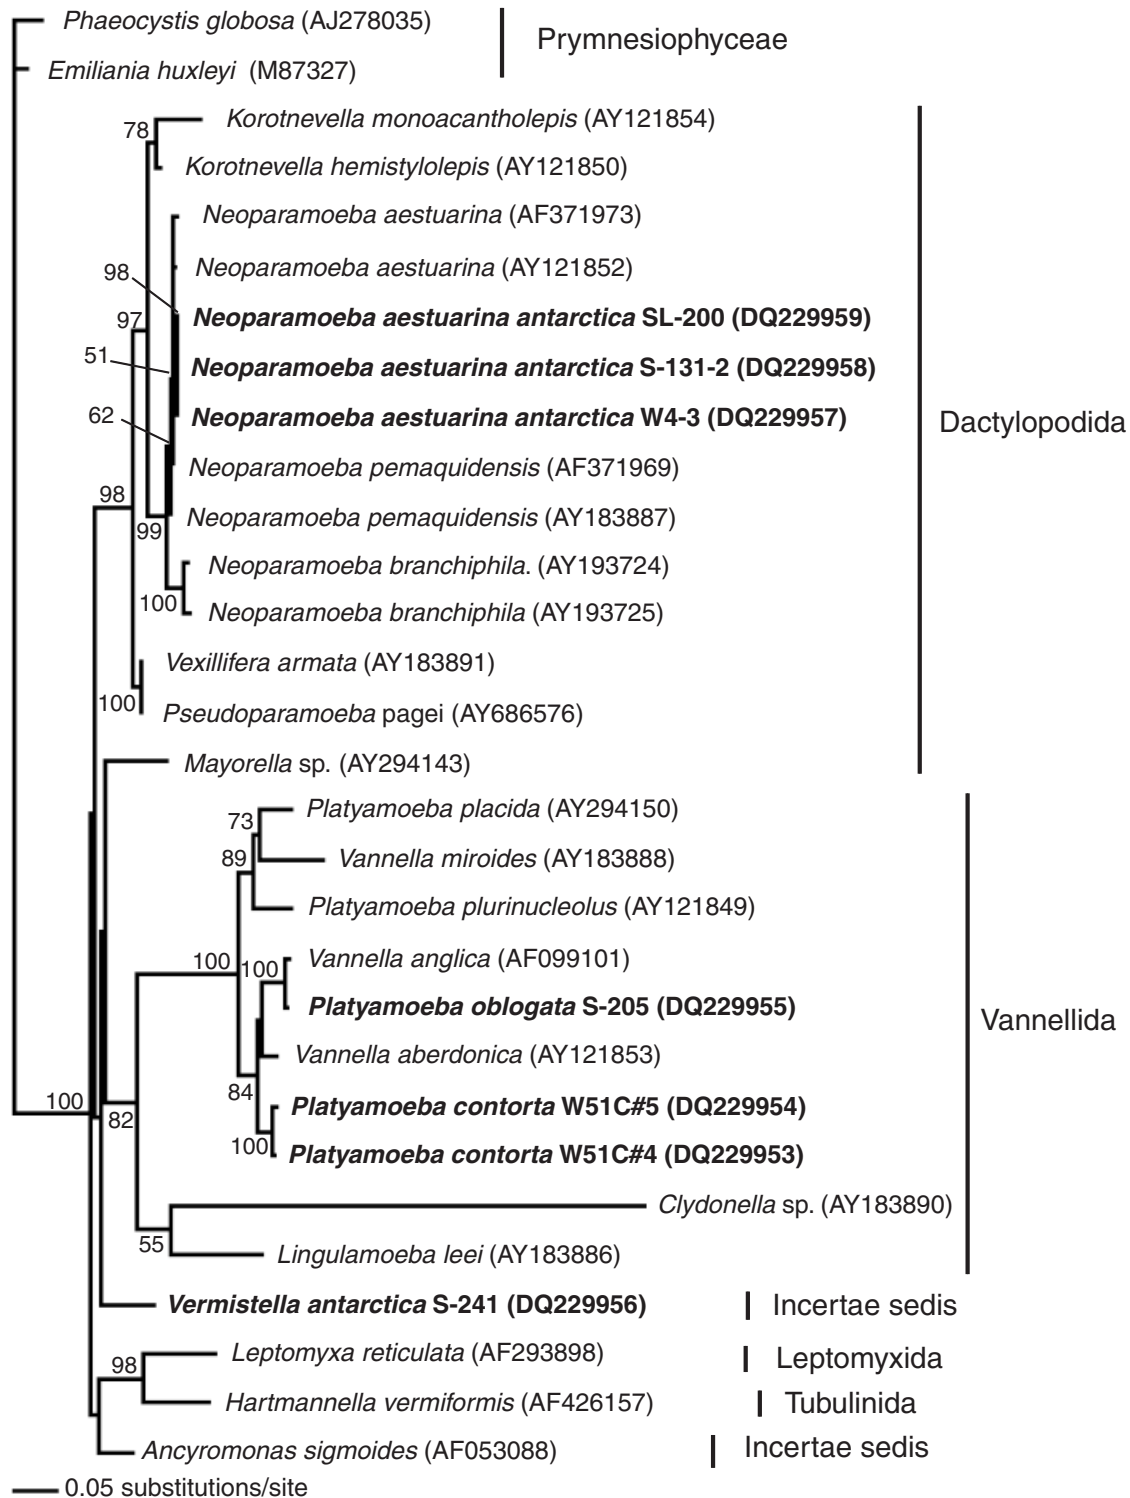 Phaeocystis globosa (AJ278035)
Prymnesiophyceae
Emiliania huxleyi (M87327)
Korotnevella monoacantholepis (AY121854)
78
Korotnevella hemistylolepis (AY121850)
Neoparamoeba aestuarina (AF371973)
Neoparamoeba aestuarina (AY121852)
98
Neoparamoeba aestuarina antarctica SL-200 (DQ229959)
97
51
Neoparamoeba aestuarina antarctica S-131-2 (DQ229958)
62
Neoparamoeba aestuarina antarctica W4-3 (DQ229957)
Dactylopodida
Neoparamoeba pemaquidensis (AF371969)
98
Neoparamoeba pemaquidensis (AY183887)
99
Neoparamoeba branchiphila. (AY193724)
100
Neoparamoeba branchiphila (AY193725)
Vexillifera armata (AY183891)
100
Pseudoparamoeba pagei (AY686576)
Mayorella sp. (AY294143)
Platyamoeba placida (AY294150)
73
89
Vannella miroides (AY183888)
Platyamoeba plurinucleolus (AY121849)
100
100
Vannella anglica (AF099101)
Platyamoeba oblogata S-205 (DQ229955)
Vannellida
Vannella aberdonica (AY121853)
84
100
82
Platyamoeba contorta W51C#5 (DQ229954)
100
Platyamoeba contorta W51C#4 (DQ229953)
Clydonella sp. (AY183890)
55
Lingulamoeba leei (AY183886)
Vermistella antarctica S-241 (DQ229956)
Incertae sedis
98
Leptomyxa reticulata (AF293898)
Leptomyxida
Hartmannella vermiformis (AF426157)
Tubulinida
Ancyromonas sigmoides (AF053088)
Incertae sedis
0.05 substitutions/site